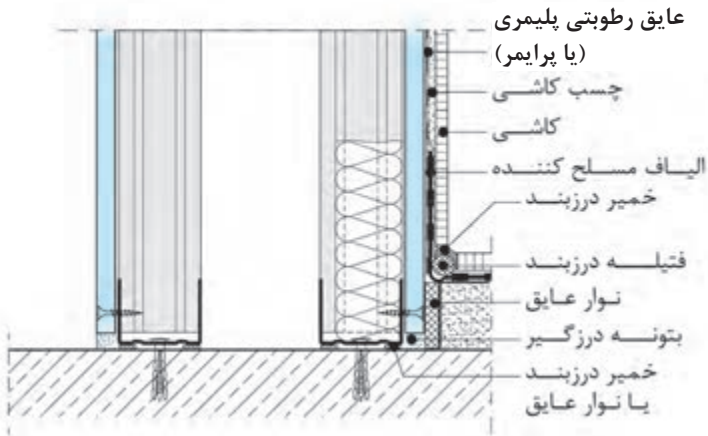 عایق رطوبتی پلیمری
(یا پرایمر)
چسب کاشی
کاشی
الیاف مسلح کننده
خمیر درزبند
فتیله درزبند
نوار عایق
بتونه درزگیر
خمیر درزبند
یا نوار عایق